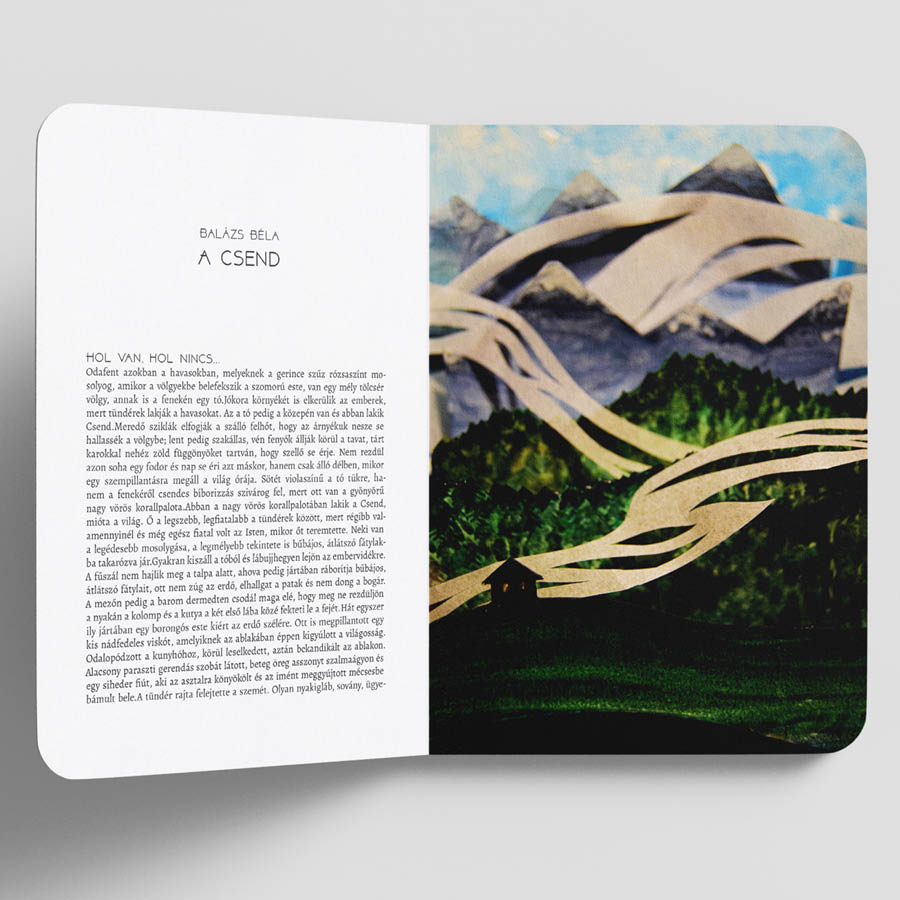 BALÁZS BÉLA
A CSEND
HOL VAN, HOL NINCS...
Odafent azokban a havasokban, melyeknek a gerince szűz rózsaszínt mo-
solyog, amikor a völgyekbe belefekszik a szomorú este, van egy mély tölcsér
völgy, annak is a fenekén egy tó.Jókora környékét is elkerülik az emberek,
mert tündérek lakják a havasokat. Az a tó pedig a közepén van és abban lakik
Csend.Meredő sziklák elfogják a szálló felhőt, hogy az árnyékuk nesze se
hallassék a völgybe; lent pedig szakállas, vén fenyők állják körül a tavat, tárt
karokkal nehéz zöld függönyöket tartván, hogy szellő se érje. Nem rezdül
azon soha egy fodor és nap se éri azt máskor, hanem csak álló délben, mikor
egy szempillantásra megáll a világ órája. Sötét violaszínű a tó tükre, ha-
nem a fenekéről csendes bíborizzás szivárog fel, mert ott van a gyönyörű
nagy vörös korallpalota.Abban a nagy vörös korallpalotában lakik a Csend,
mióta a világ. Ő a legszebb, legfiatalabb a tündérek között, mert régibb val-
amennyinél és még egész fiatal volt az Isten, mikor őt teremtette. Neki van
a legédesebb mosolygása, a legmélyebb tekintete is bűbájos, átlátszó fátylak-
ba takarózva jár.Gyakran kiszáll a tóból és lábujjhegyen lejön az embervidékre.
A fűszál nem hajlik meg a talpa alatt, ahova pedig jártában ráborítja bűbájos,
átlátszó fátylait, ott nem zúg az erdő, elhallgat a patak és nem dong a bogár.
A mezőn pedig a barom dermedten csodál maga elé, hogy meg ne rezdüljön
a nyakán a kolomp és a kutya a két első lába közé fekteti le a fejét.Hát egyszer
ily jártában egy borongós este kiért az erdő szélére. Ott is megpillantott egy
kis nádfedeles viskót, amelyiknek az ablakában éppen kigyúlott a világosság.
Odalopódzott a kunyhóhoz, körül leselkedett, aztán bekandikált az ablakon.
Alacsony paraszti gerendás szobát látott, beteg öreg asszonyt szalmaágyon és
egy siheder fiút, aki az asztalra könyökölt és az imént meggyújtott mécsesbe
bámult bele.A tündér rajta felejtette a szemét. Olyan nyakigláb, sovány, ügye-